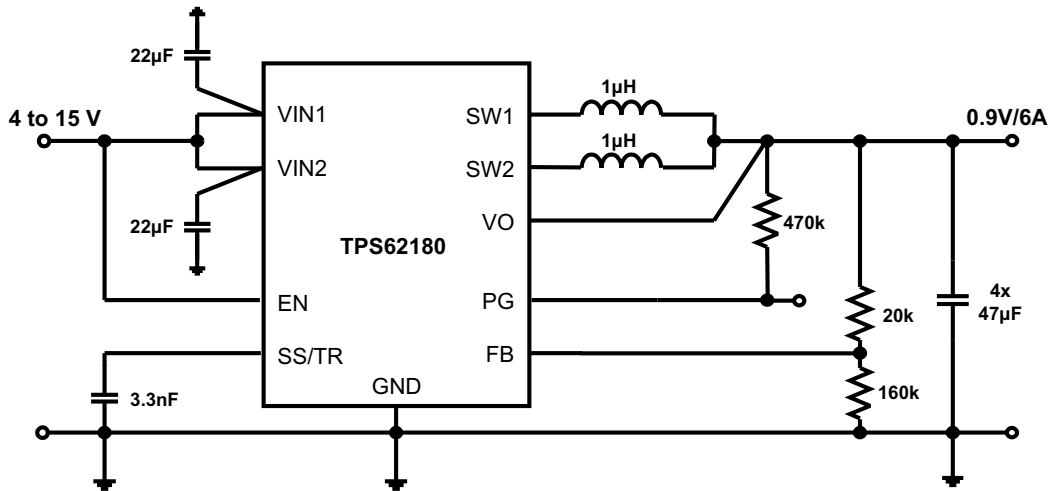 22µF
4 to 15 V
22µF
3.3nF
VIN1
VIN2
EN
SS/TR
TPS62180
GND
SW1
SW2
VO
PG
FB
1µH
1µH
0.9V/6A
470k
20k
160k
4x
47µF